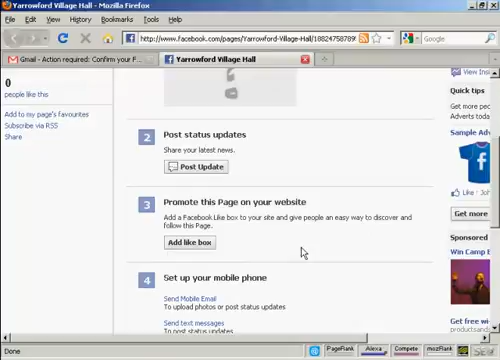 Yarrowford Village Hall - Mozilla Firefox
File Edit View History Bookmarks Tools Help
http://www.facebook.com/pages/Yarrowford-Village-Hall/18824758789
Google
Gmail - Action required: Confirm your F...
Yarrowford Village Hall
0
people like this
View Insi
Quick tips
Get more peo
Adverts tod
Add to my page's favourites
Subscribe via RSS
Share
2 Post status updates
Share your latest news.
Post Update
Sample Adv
Like
Get more
3 Promote this Page on your website
Add a Facebook Like box to your site and give people an easy way to discover and
follow this Page.
Add like box
Sponsored
Win Camp B
4 Set up your mobile phone
Send Mobile Email
To upload photos or post status updates
Send text messages
To post status updates
Get free wi
products/sand
Done
PageRank Alexa Compete mozRank